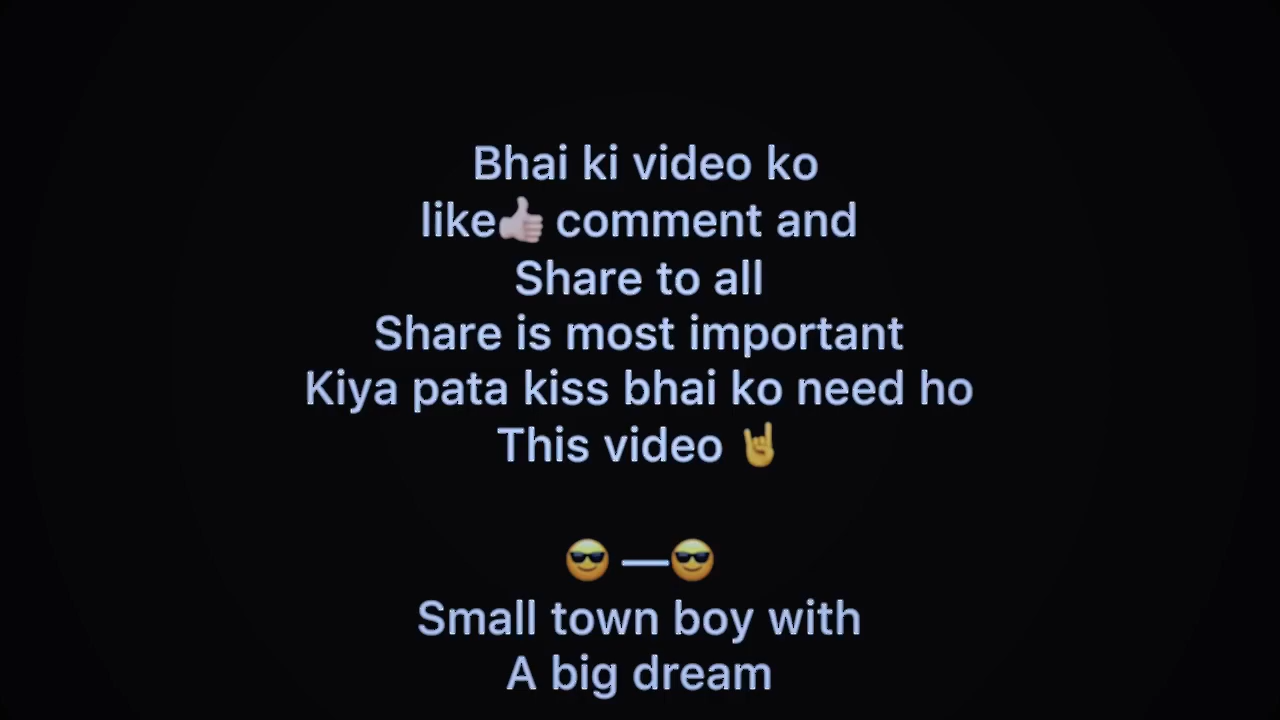 Bhai ki video ko
like👍🏻 comment and
Share to all
Share is most important
Kiya pata kiss bhai ko need ho
This video 🤘
😎 —😎
Small town boy with
A big dream